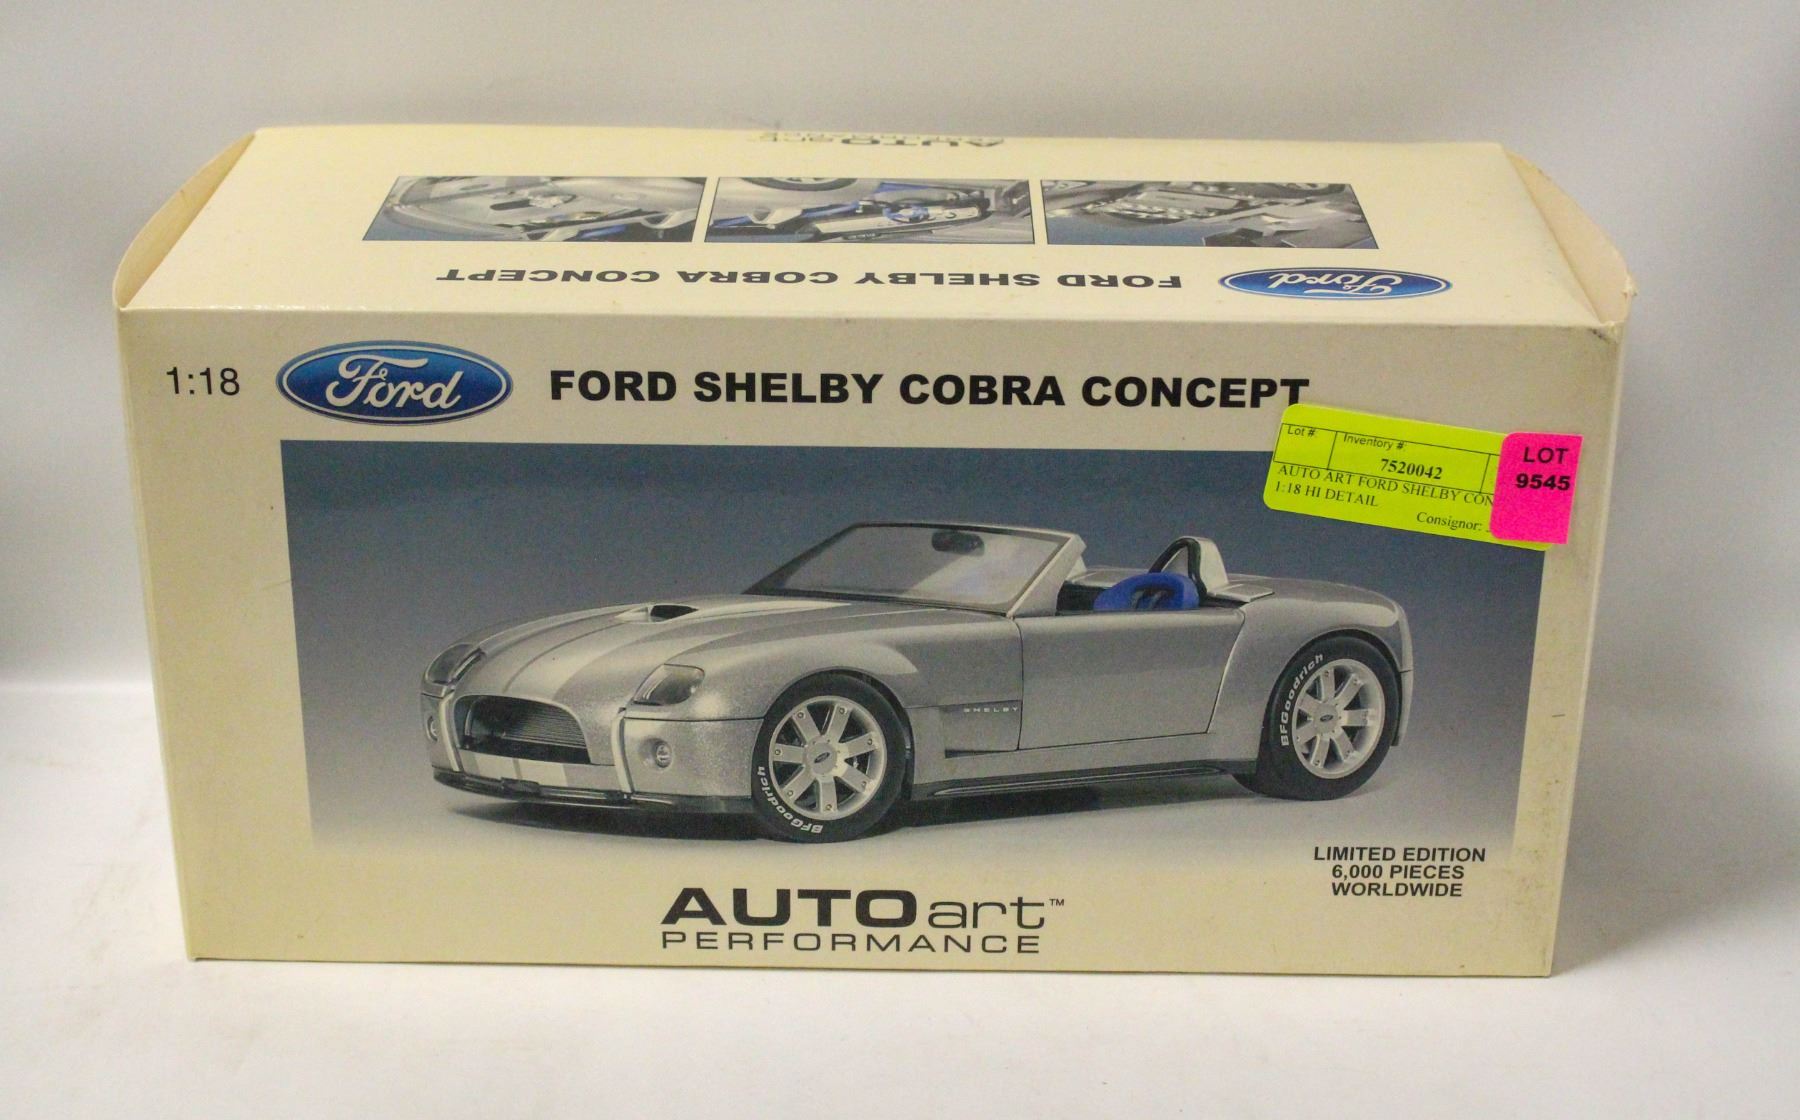 AUTOart
PERFORMANCE
FORD SHELBY COBRA CONCEPT
Ford
1:18
Ford
FORD SHELBY COBRA CONCEPT
Lot #:
Inventory #
7520042
AUTO ART FORD SHELBY CON
1:18 HI DETAIL
Consignor:
LOT
9545
SHELBY
BFGoodrich
BFGoodrich
LIMITED EDITION
6,000 PIECES
WORLDWIDE
AUTOart™
PERFORMANCE